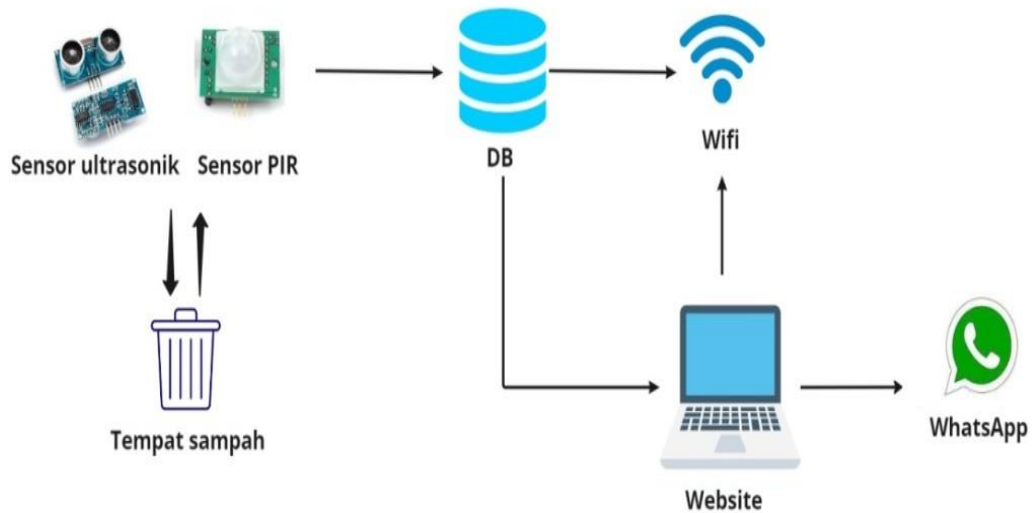 Sensor ultrasonik
Sensor PIR
DB
Wifi
Tempat sampah
WhatsApp
Website